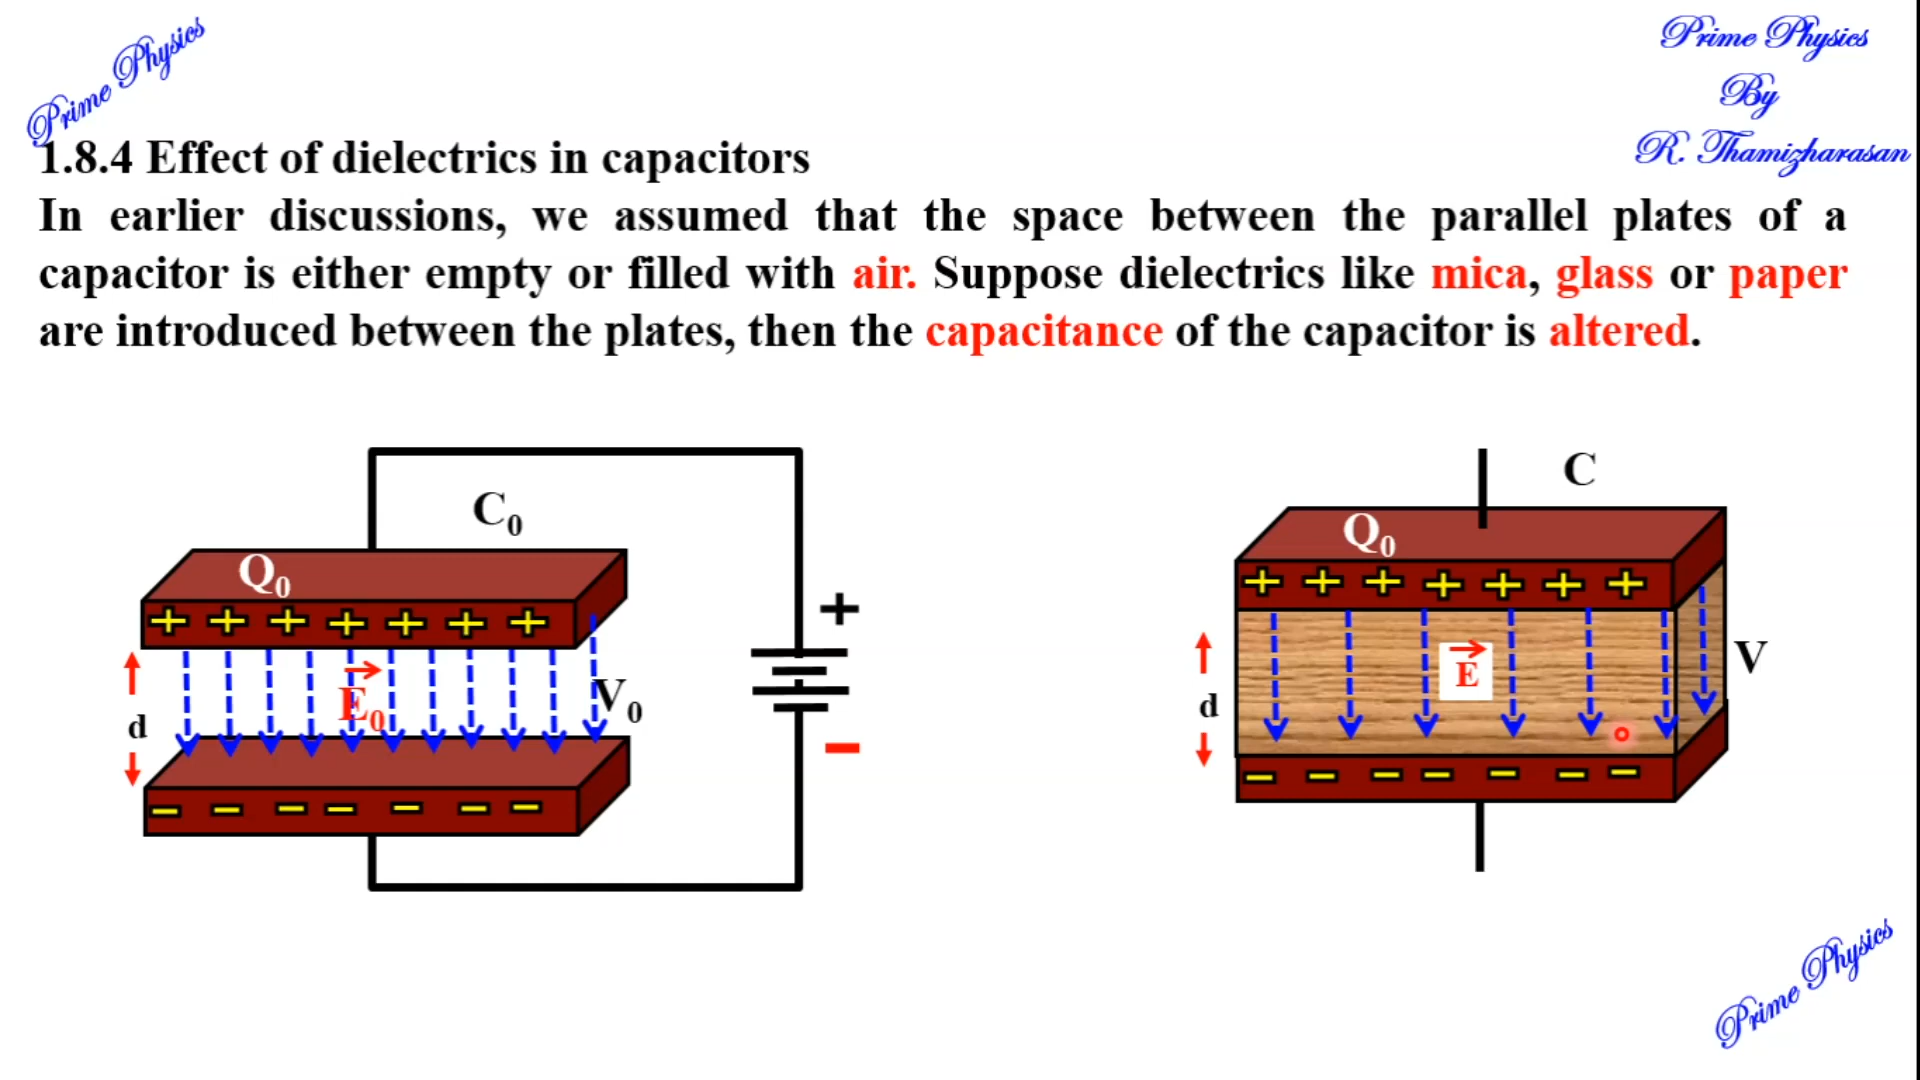 Prime Physics
Prime Physics
By
R. Thamizharasan
1.8.4 Effect of dielectrics in capacitors
In earlier discussions, we assumed that the space between the parallel plates of a
capacitor is either empty or filled with air. Suppose dielectrics like mica, glass or paper
are introduced between the plates, then the capacitance of the capacitor is altered.
C₀
Q₀
+ + + + + + +
E₀
V₀
d
− − − − − − −
+
−
C
Q₀
+ + + + + + +
E
V
d
− − − − − − −
Prime Physics